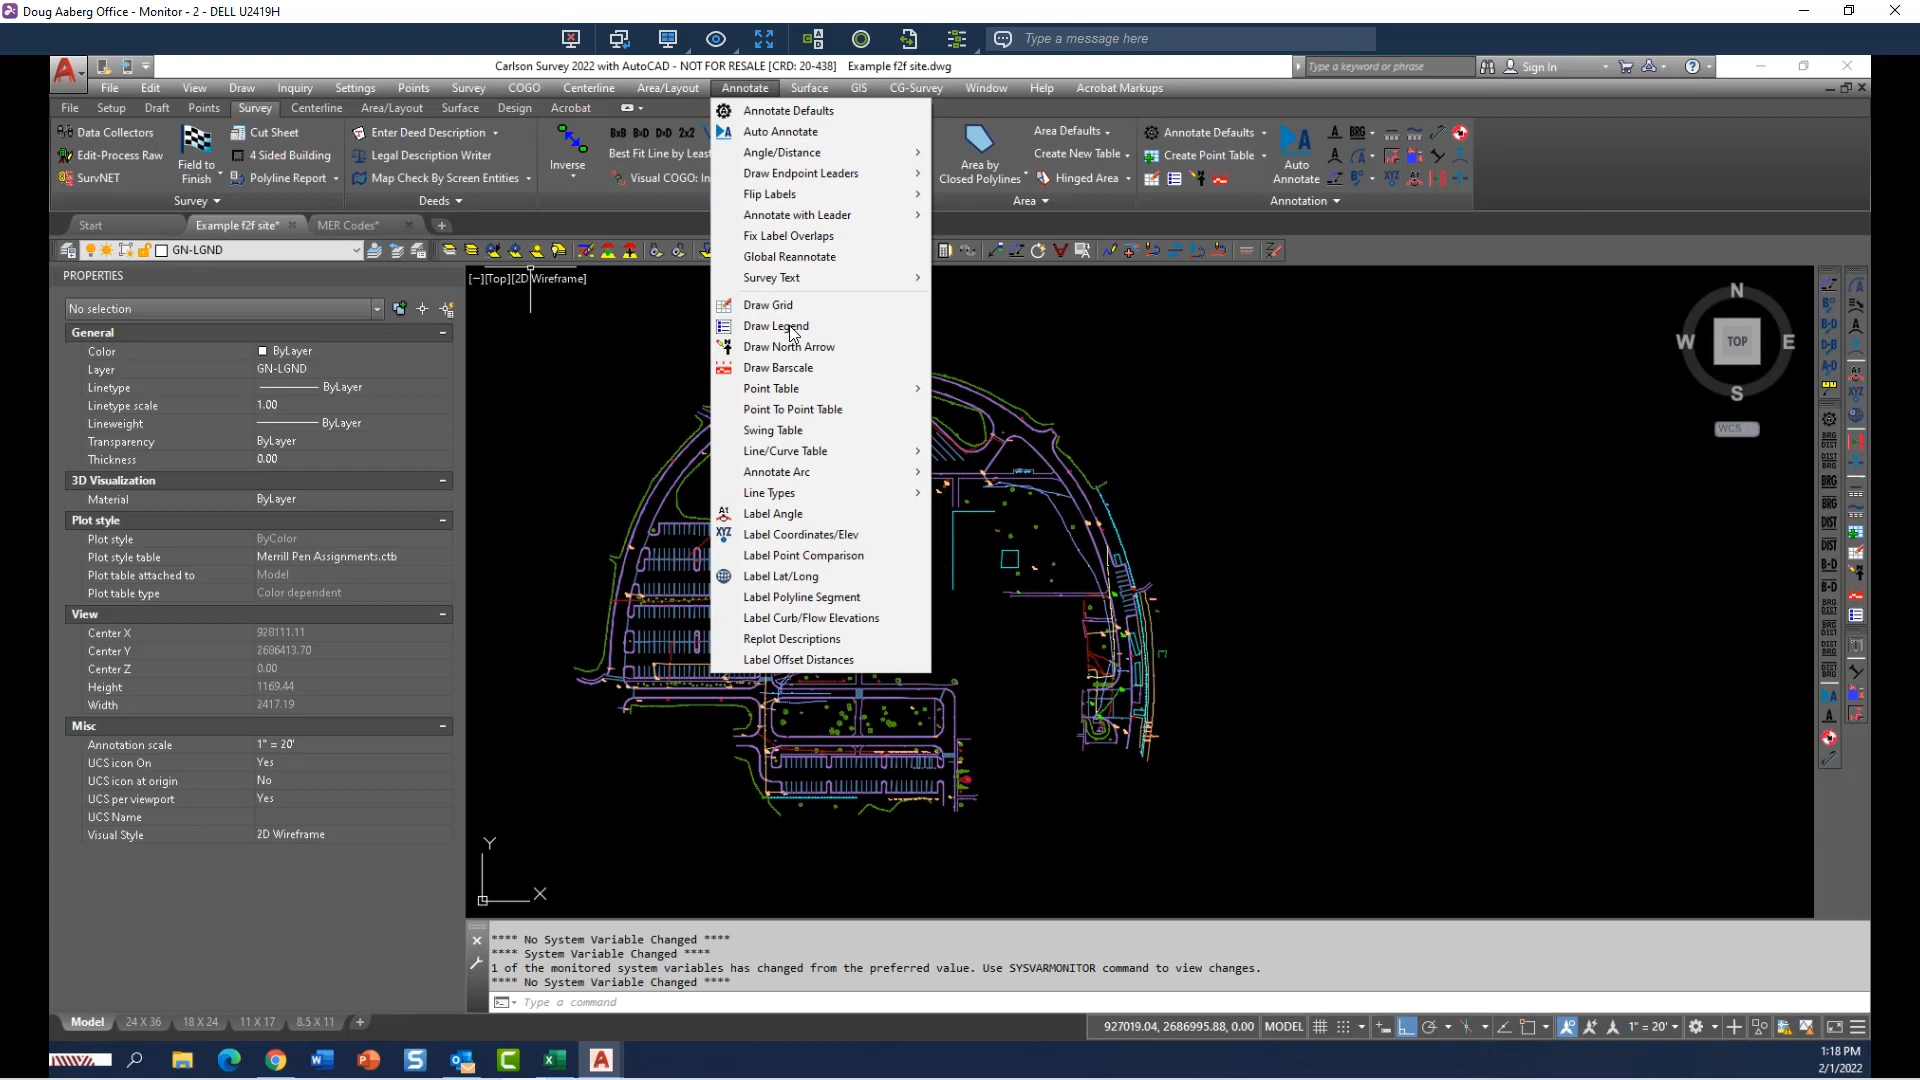 Doug Aaberg Office - Monitor - 2 - DELL U2419H
Type a message here
Carlson Survey 2022 with AutoCAD - NOT FOR RESALE [CRD: 20-438] Example f2f site.dwg
Type a keyword or phrase
Sign In
File Edit View Draw Inquiry Settings Points Survey COGO Centerline Area/Layout Annotate Surface GIS CG-Survey Window Help Acrobat Markups
File Setup Draft Points Survey Centerline Area/Layout Surface Design Acrobat
Data Collectors
Edit-Process Raw
SurvNET
Field to
Finish
Cut Sheet
4 Sided Building
Polyline Report
Survey
Enter Deed Description
Legal Description Writer
Map Check By Screen Entities
Deeds
Inverse
BxB BxD DxD 2x2
Best Fit Line by Leas
Visual COGO: In
Area by
Closed Polylines
Area Defaults
Create New Table
Hinged Area
Area
Annotate Defaults
Create Point Table
Auto
Annotate
BRG
XYZ
Annotation
Start Example f2f site* MER Codes*
GN-LGND
PROPERTIES
No selection
General
Color ByLayer
Layer GN-LGND
Linetype ByLayer
Linetype scale 1.00
Lineweight ByLayer
Transparency ByLayer
Thickness 0.00
3D Visualization
Material ByLayer
Plot style
Plot style ByColor
Plot style table Merrill Pen Assignments.ctb
Plot table attached to Model
Plot table type Color dependent
View
Center X 928111.11
Center Y 2686413.70
Center Z 0.00
Height 1169.44
Width 2417.19
Misc
Annotation scale 1" = 20'
UCS icon On Yes
UCS icon at origin No
UCS per viewport Yes
UCS Name
Visual Style 2D Wireframe
[−][Top][2D Wireframe]
Annotate Defaults
Auto Annotate
Angle/Distance
Draw Endpoint Leaders
Flip Labels
Annotate with Leader
Fix Label Overlaps
Global Reannotate
Survey Text
Draw Grid
Draw Legend
Draw North Arrow
Draw Barscale
Point Table
Point To Point Table
Swing Table
Line/Curve Table
Annotate Arc
Line Types
Label Angle
XYZ Label Coordinates/Elev
Label Point Comparison
Label Lat/Long
Label Polyline Segment
Label Curb/Flow Elevations
Replot Descriptions
Label Offset Distances
N
W TOP E
S
WCS
Y
X
**** No System Variable Changed ****
**** System Variable Changed ****
1 of the monitored system variables has changed from the preferred value. Use SYSVARMONITOR command to view changes.
**** No System Variable Changed ****
Type a command
Model 24 X 36 18 X 24 11 X 17 8.5 X 11
927019.04, 2686995.88, 0.00 MODEL 1" = 20'
1:18 PM
2/1/2022